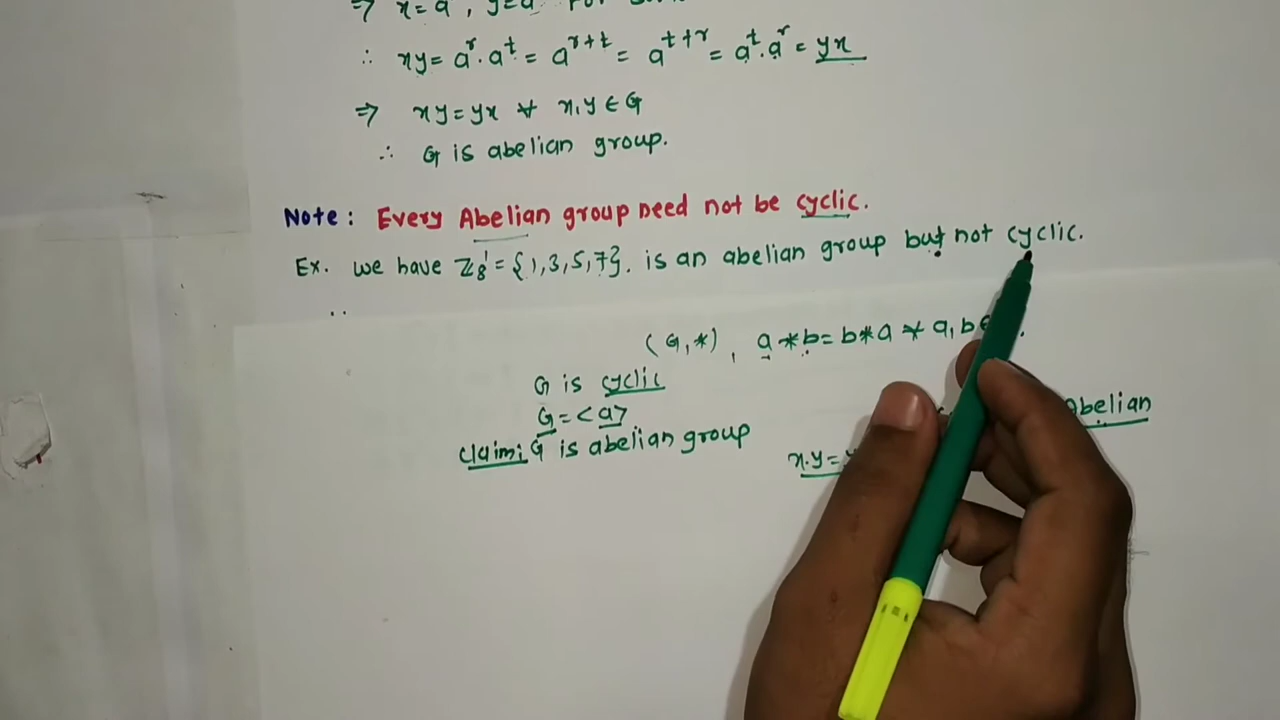 ⇒ x = a , y = a
∴ xy = a^r . a^t = a^{r+t} = a^{t+r} = a^t . a^r = yx
⇒ xy = yx ∀ x, y ∈ G
∴ G is abelian group.
Note : Every Abelian group need not be cyclic.
Ex. we have Z'₈ = {1,3,5,7}. is an abelian group but not cyclic.
(G,*) , a*b = b*a ∀ a,b
G is cyclic
G = <a>
claim: G is abelian group
abelian
x.y =